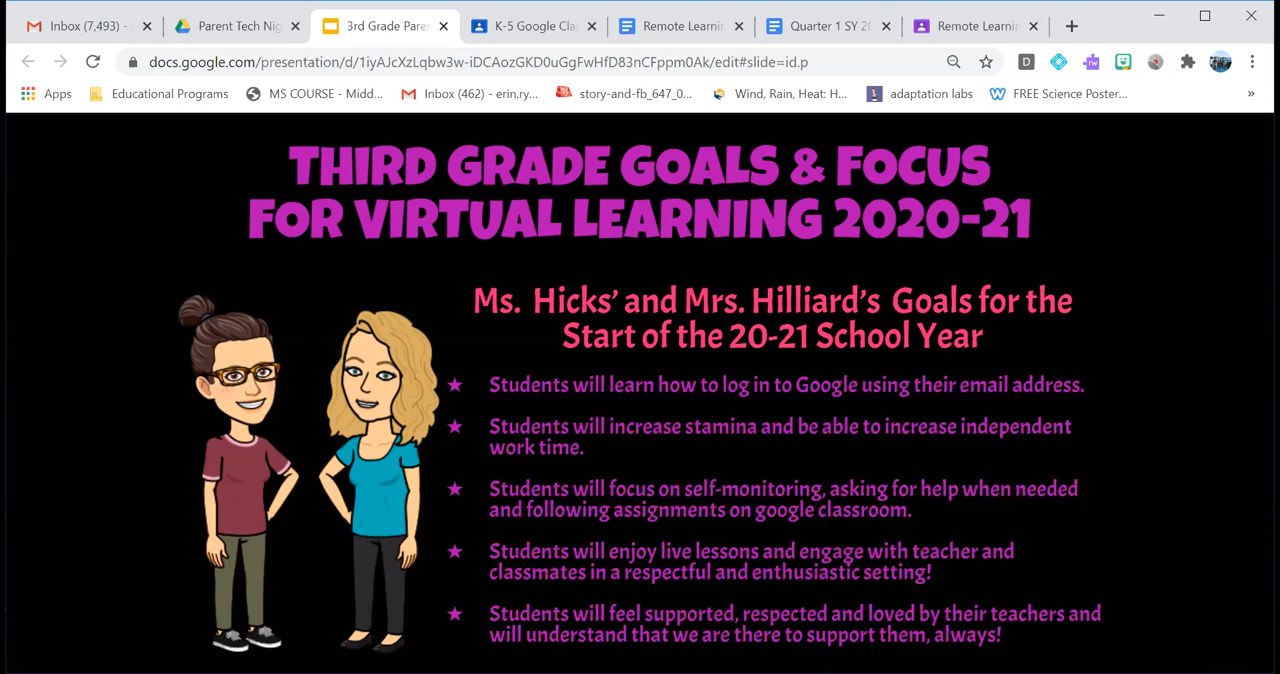 Inbox (7,493) - e
Parent Tech Nig
3rd Grade Pare
K-5 Google Cla
Remote Learnin
Quarter 1 SY 20
Remote Learnin
docs.google.com/presentation/d/1iyAJcXzLqbw3w-iDCAozGKD0uGgFwHfD83nCFppm0Ak/edit#slide=id.p
D
rw
Apps
Educational Programs
MS COURSE - Midd...
Inbox (462) - erin.ry...
story-and-fb_647_0...
Wind, Rain, Heat: H...
adaptation labs
FREE Science Poster...
»
THIRD GRADE GOALS & FOCUS
FOR VIRTUAL LEARNING 2020-21
Ms. Hicks' and Mrs. Hilliard's Goals for the
Start of the 20-21 School Year
★ Students will learn how to log in to Google using their email address.
★ Students will increase stamina and be able to increase independent
work time.
★ Students will focus on self-monitoring, asking for help when needed
and following assignments on google classroom.
★ Students will enjoy live lessons and engage with teacher and
classmates in a respectful and enthusiastic setting!
★ Students will feel supported, respected and loved by their teachers and
will understand that we are there to support them, always!